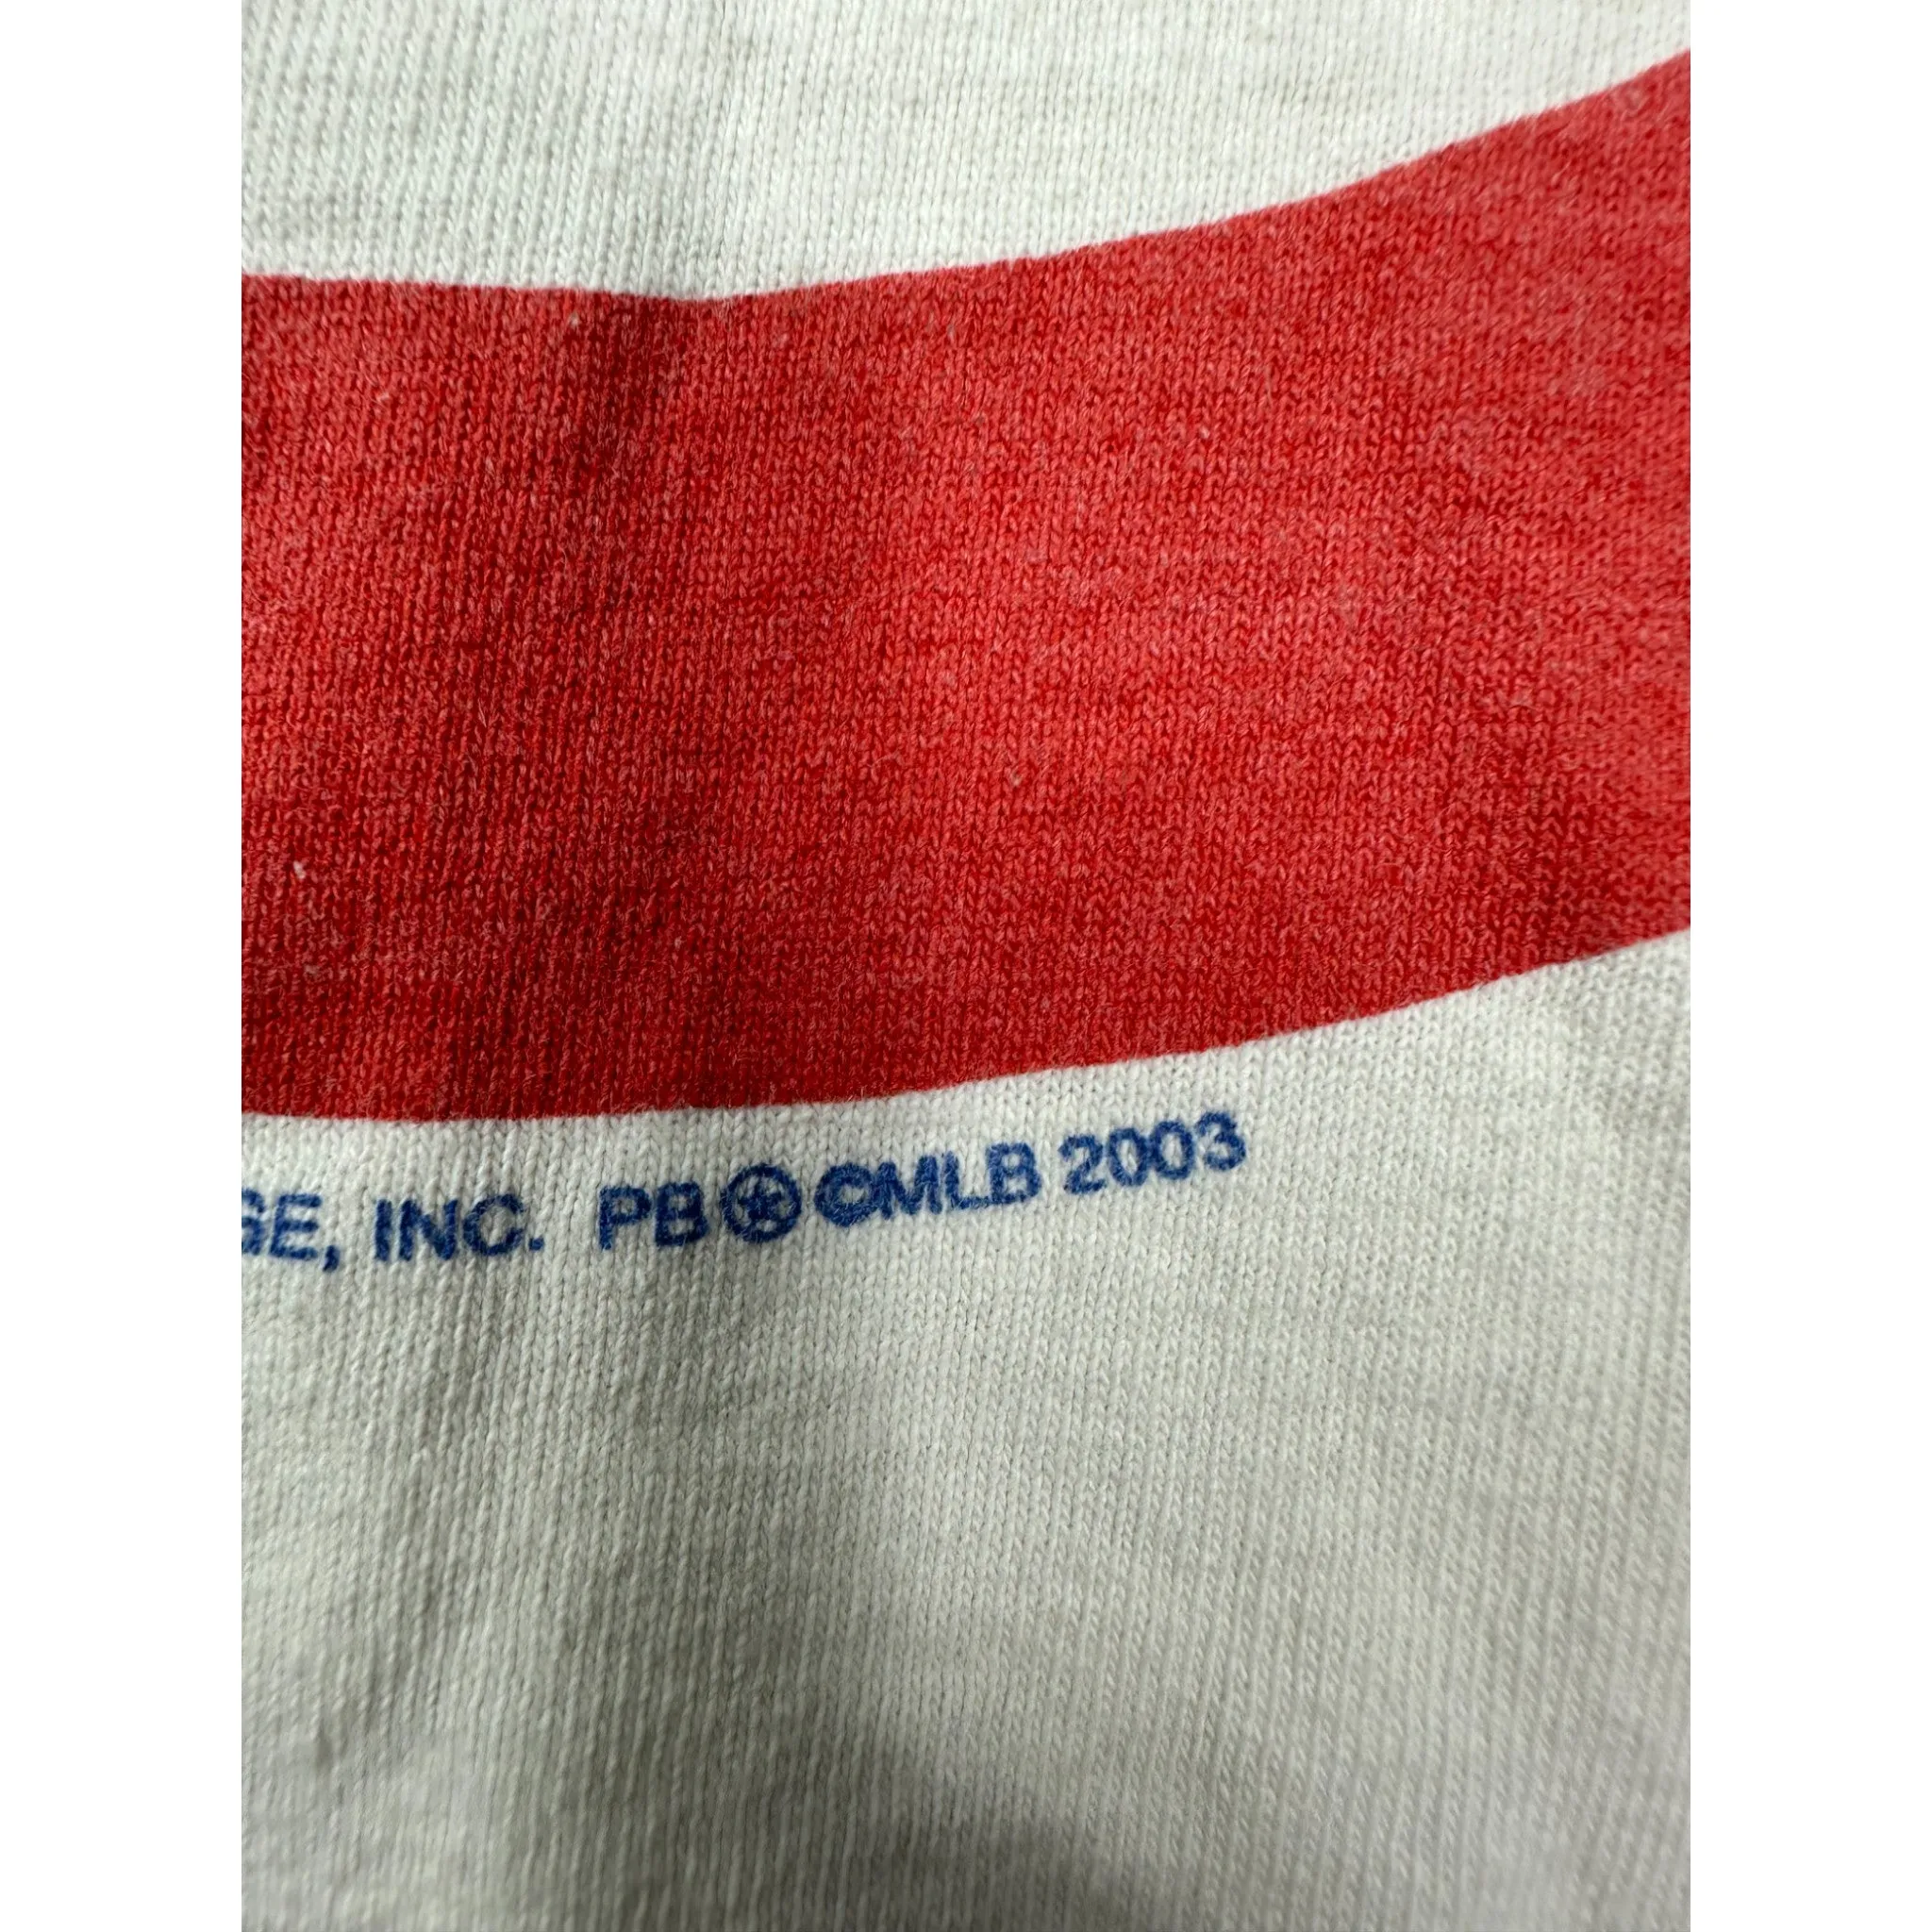 GE, INC. PB ©MLB 2003